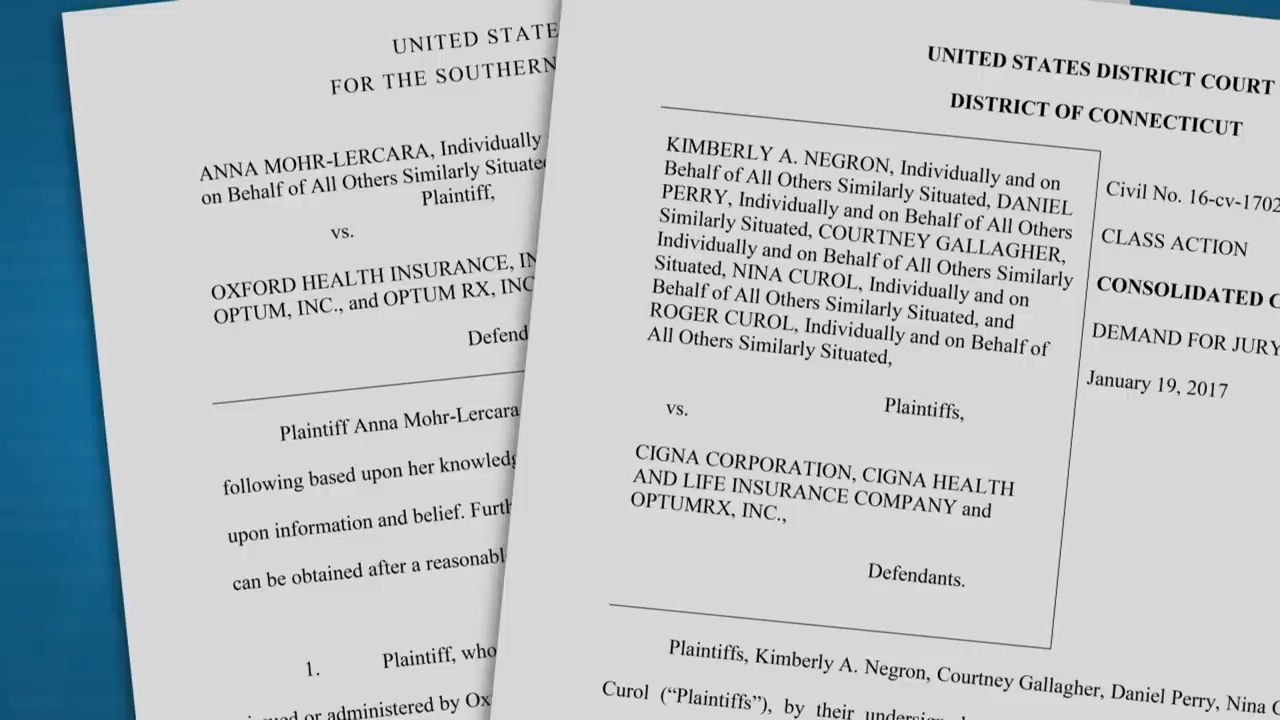 UNITED STATE
FOR THE SOUTHERN
ANNA MOHR-LERCARA, Individually
on Behalf of All Others Similarly Situated
Plaintiff,
vs.
OXFORD HEALTH INSURANCE, IN
OPTUM, INC., and OPTUM RX, INC
Defend
Plaintiff Anna Mohr-Lercara
following based upon her knowledg
upon information and belief. Furth
can be obtained after a reasonabl
1. Plaintiff, who
or administered by Ox
UNITED STATES DISTRICT COURT
DISTRICT OF CONNECTICUT
KIMBERLY A. NEGRON, Individually and on
Behalf of All Others Similarly Situated, DANIEL
PERRY, Individually and on Behalf of All Others
Similarly Situated, COURTNEY GALLAGHER,
Individually and on Behalf of All Others Similarly
Situated, NINA CUROL, Individually and on
Behalf of All Others Similarly Situated, and
ROGER CUROL, Individually and on Behalf of
All Others Similarly Situated,
Plaintiffs,
vs.
CIGNA CORPORATION, CIGNA HEALTH
AND LIFE INSURANCE COMPANY and
OPTUMRX, INC.,
Defendants.
Civil No. 16-cv-1702
CLASS ACTION
CONSOLIDATED C
DEMAND FOR JURY
January 19, 2017
Plaintiffs, Kimberly A. Negron, Courtney Gallagher, Daniel Perry, Nina C
Curol (“Plaintiffs”), by their undersig